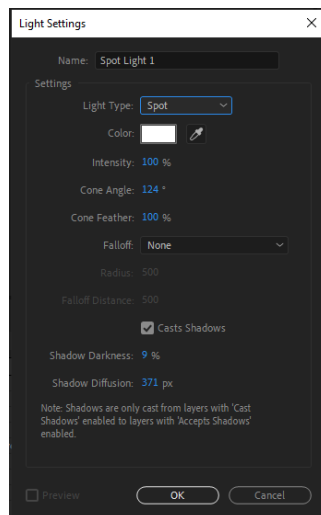 Light Settings
Name: Spot Light 1
Settings
Light Type: Spot
Color:
Intensity: 100 %
Cone Angle: 124 °
Cone Feather: 100 %
Falloff: None
Radius: 500
Falloff Distance: 500
Casts Shadows
Shadow Darkness: 9 %
Shadow Diffusion: 371 px
Note: Shadows are only cast from layers with 'Cast
Shadows' enabled to layers with 'Accepts Shadows'
enabled.
Preview OK Cancel